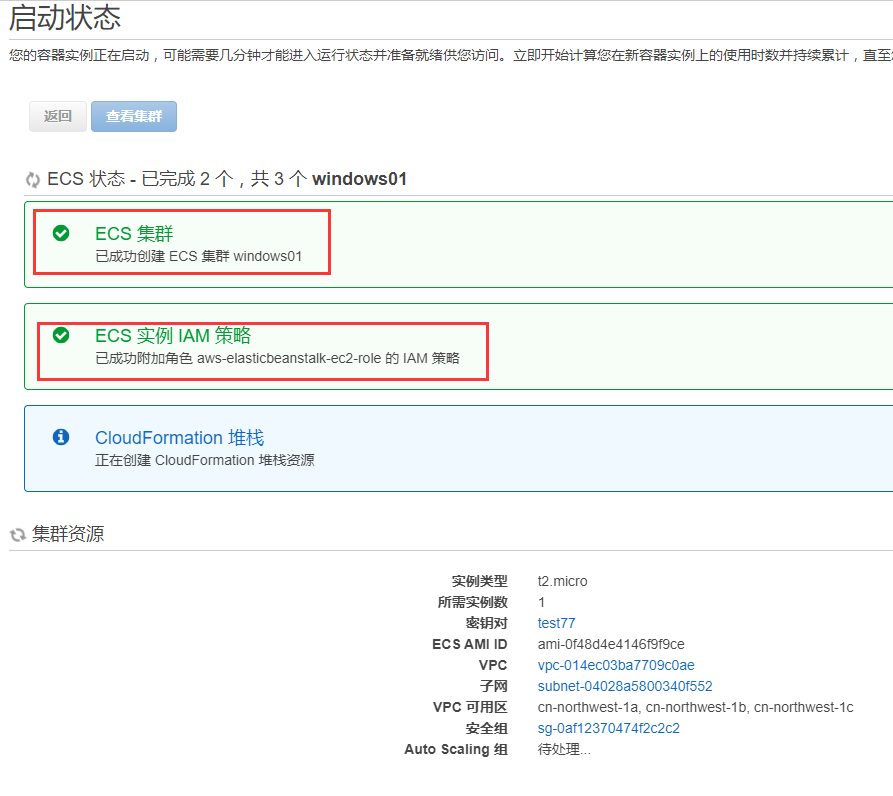 启动状态
您的容器实例正在启动，可能需要几分钟才能进入运行状态并准备就绪供您访问。立即开始计算您在新容器实例上的使用时数并持续累计，直至
返回 查看集群
ECS 状态 - 已完成 2 个，共 3 个 windows01
ECS 集群
已成功创建 ECS 集群 windows01
ECS 实例 IAM 策略
已成功附加角色 aws-elasticbeanstalk-ec2-role 的 IAM 策略
CloudFormation 堆栈
正在创建 CloudFormation 堆栈资源
集群资源
实例类型 t2.micro
所需实例数 1
密钥对 test77
ECS AMI ID ami-0f48d4e4146f9f9ce
VPC vpc-014ec03ba7709c0ae
子网 subnet-04028a5800340f552
VPC 可用区 cn-northwest-1a, cn-northwest-1b, cn-northwest-1c
安全组 sg-0af12370474f2c2c2
Auto Scaling 组 待处理...